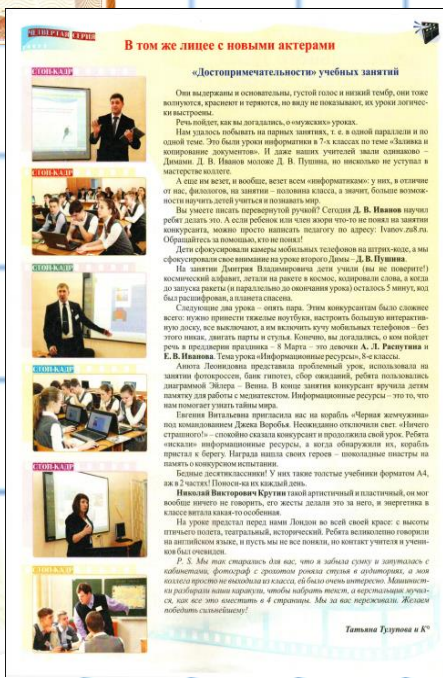 ЧЕТВЕРТАЯ СЕРИЯ
В том же лицее с новыми актерами
«Достопримечательности» учебных занятий
СТОП-КАДР
СТОП-КАДР
СТОП-КАДР
СТОП-КАДР
СТОП-КАДР
СТОП-КАДР
Они выдержаны и основательны, густой голос и низкий тембр, они тоже
волнуются, краснеют и теряются, но виду не показывают, их уроки логичес-
ки выстроены.
Речь пойдет, как вы догадались, о «мужских» уроках.
Нам удалось побывать на парных занятиях, т. е. в одной параллели и по
одной теме. Это были уроки информатики в 7-х классах по теме «Заливка и
копирование документов». И даже наших учителей звали одинаково –
Димами. Д. В. Иванов моложе Д. В. Пушина, но нисколько не уступал в
мастерстве коллеге.
А еще им везет, и вообще, везет всем «информатикам»: у них, в отличие
от нас, филологов, на занятии – половина класса, а значит, больше возмож-
ности научить детей учиться и познавать мир.
Вы умеете писать перевернутой ручкой? Сегодня Д. В. Иванов научил
ребят делать это. А если ребенок или член жюри что-то не понял на занятии
конкурсанта, можно просто написать педагогу по адресу: Ivanov.zs8.ru.
Обращайтесь за помощью, кто не понял!
Дети сфокусировали камеры мобильных телефонов на штрих-коде, а мы
сфокусировали свое внимание на уроке второго Димы – Д. В. Пушина.
На занятии Дмитрия Владимировича дети учили (вы не поверите!)
космический алфавит, летали на ракете в космос, кодировали слова, а когда
до запуска ракеты (и параллельно до окончания урока) осталось 5 минут, код
был расшифрован, а планета спасена.
Следующие два урока – опять пара. Этим конкурсантам было сложнее
всего: нужно принести тяжелые ноутбуки, настроить большую интерактив-
ную доску, все выключают, а им включить кучу мобильных телефонов – без
этого никак, двигать парты и стулья. Конечно, вы догадались, о ком пойдет
речь в преддверии праздника – 8 Марта – это девочки А. Л. Распутина и
Е. В. Иванова. Тема урока «Информационные ресурсы», 8-е классы.
Анюта Леонидовна представила проблемный урок, использовала на
занятии фотокроссен, банк гипотез, сбор ожиданий, ребята пользовались
диаграммой Эйлера – Венна. В конце занятия конкурсант вручила детям
памятку для работы с медиатекстом. Информационные ресурсы – это то, что
нам помогает узнать тайны мира.
Евгения Витальевна пригласила нас на корабль «Черная жемчужина»
под командованием Джека Воробья. Неожиданно отключили свет. «Ничего
страшного!» – спокойно сказала конкурсант и продолжила свой урок. Ребята
«искали» информационные ресурсы, а когда обнаружили их, корабль
пристал к берегу. Награда нашла своих героев – шоколадные пиастры на
память о конкурсном испытании.
Бедные десятиклассники! У них такие толстые учебники форматом А4,
аж в 2 частях! Поноси-ка их каждый день.
Николай Викторович Крутин такой артистичный и пластичный, он мог
вообще ничего не говорить, его жесты делали это за него, и энергетика в
классе витала какая-то особенная.
На уроке предстал перед нами Лондон во всей своей красе: с высоты
птичьего полета, театральный, исторический. Ребята великолепно говорили
на английском языке, и пусть мы не все поняли, но контакт учителя и учени-
ков был очевиден.
P. S. Мы так старались для вас, что я забыла сумку и запуталась с
кабинетами, фотограф с грохотом роняла стулья в аудиториях, а моя
коллега просто не выходила из класса, ей было очень интересно. Машинист-
ки разбирали наши каракули, чтобы набрать текст, а верстальщик мучил-
ся, как все это вместить в 4 страницы. Мы за вас переживали. Желаем
победить сильнейшему!
Татьяна Тулупова и К°